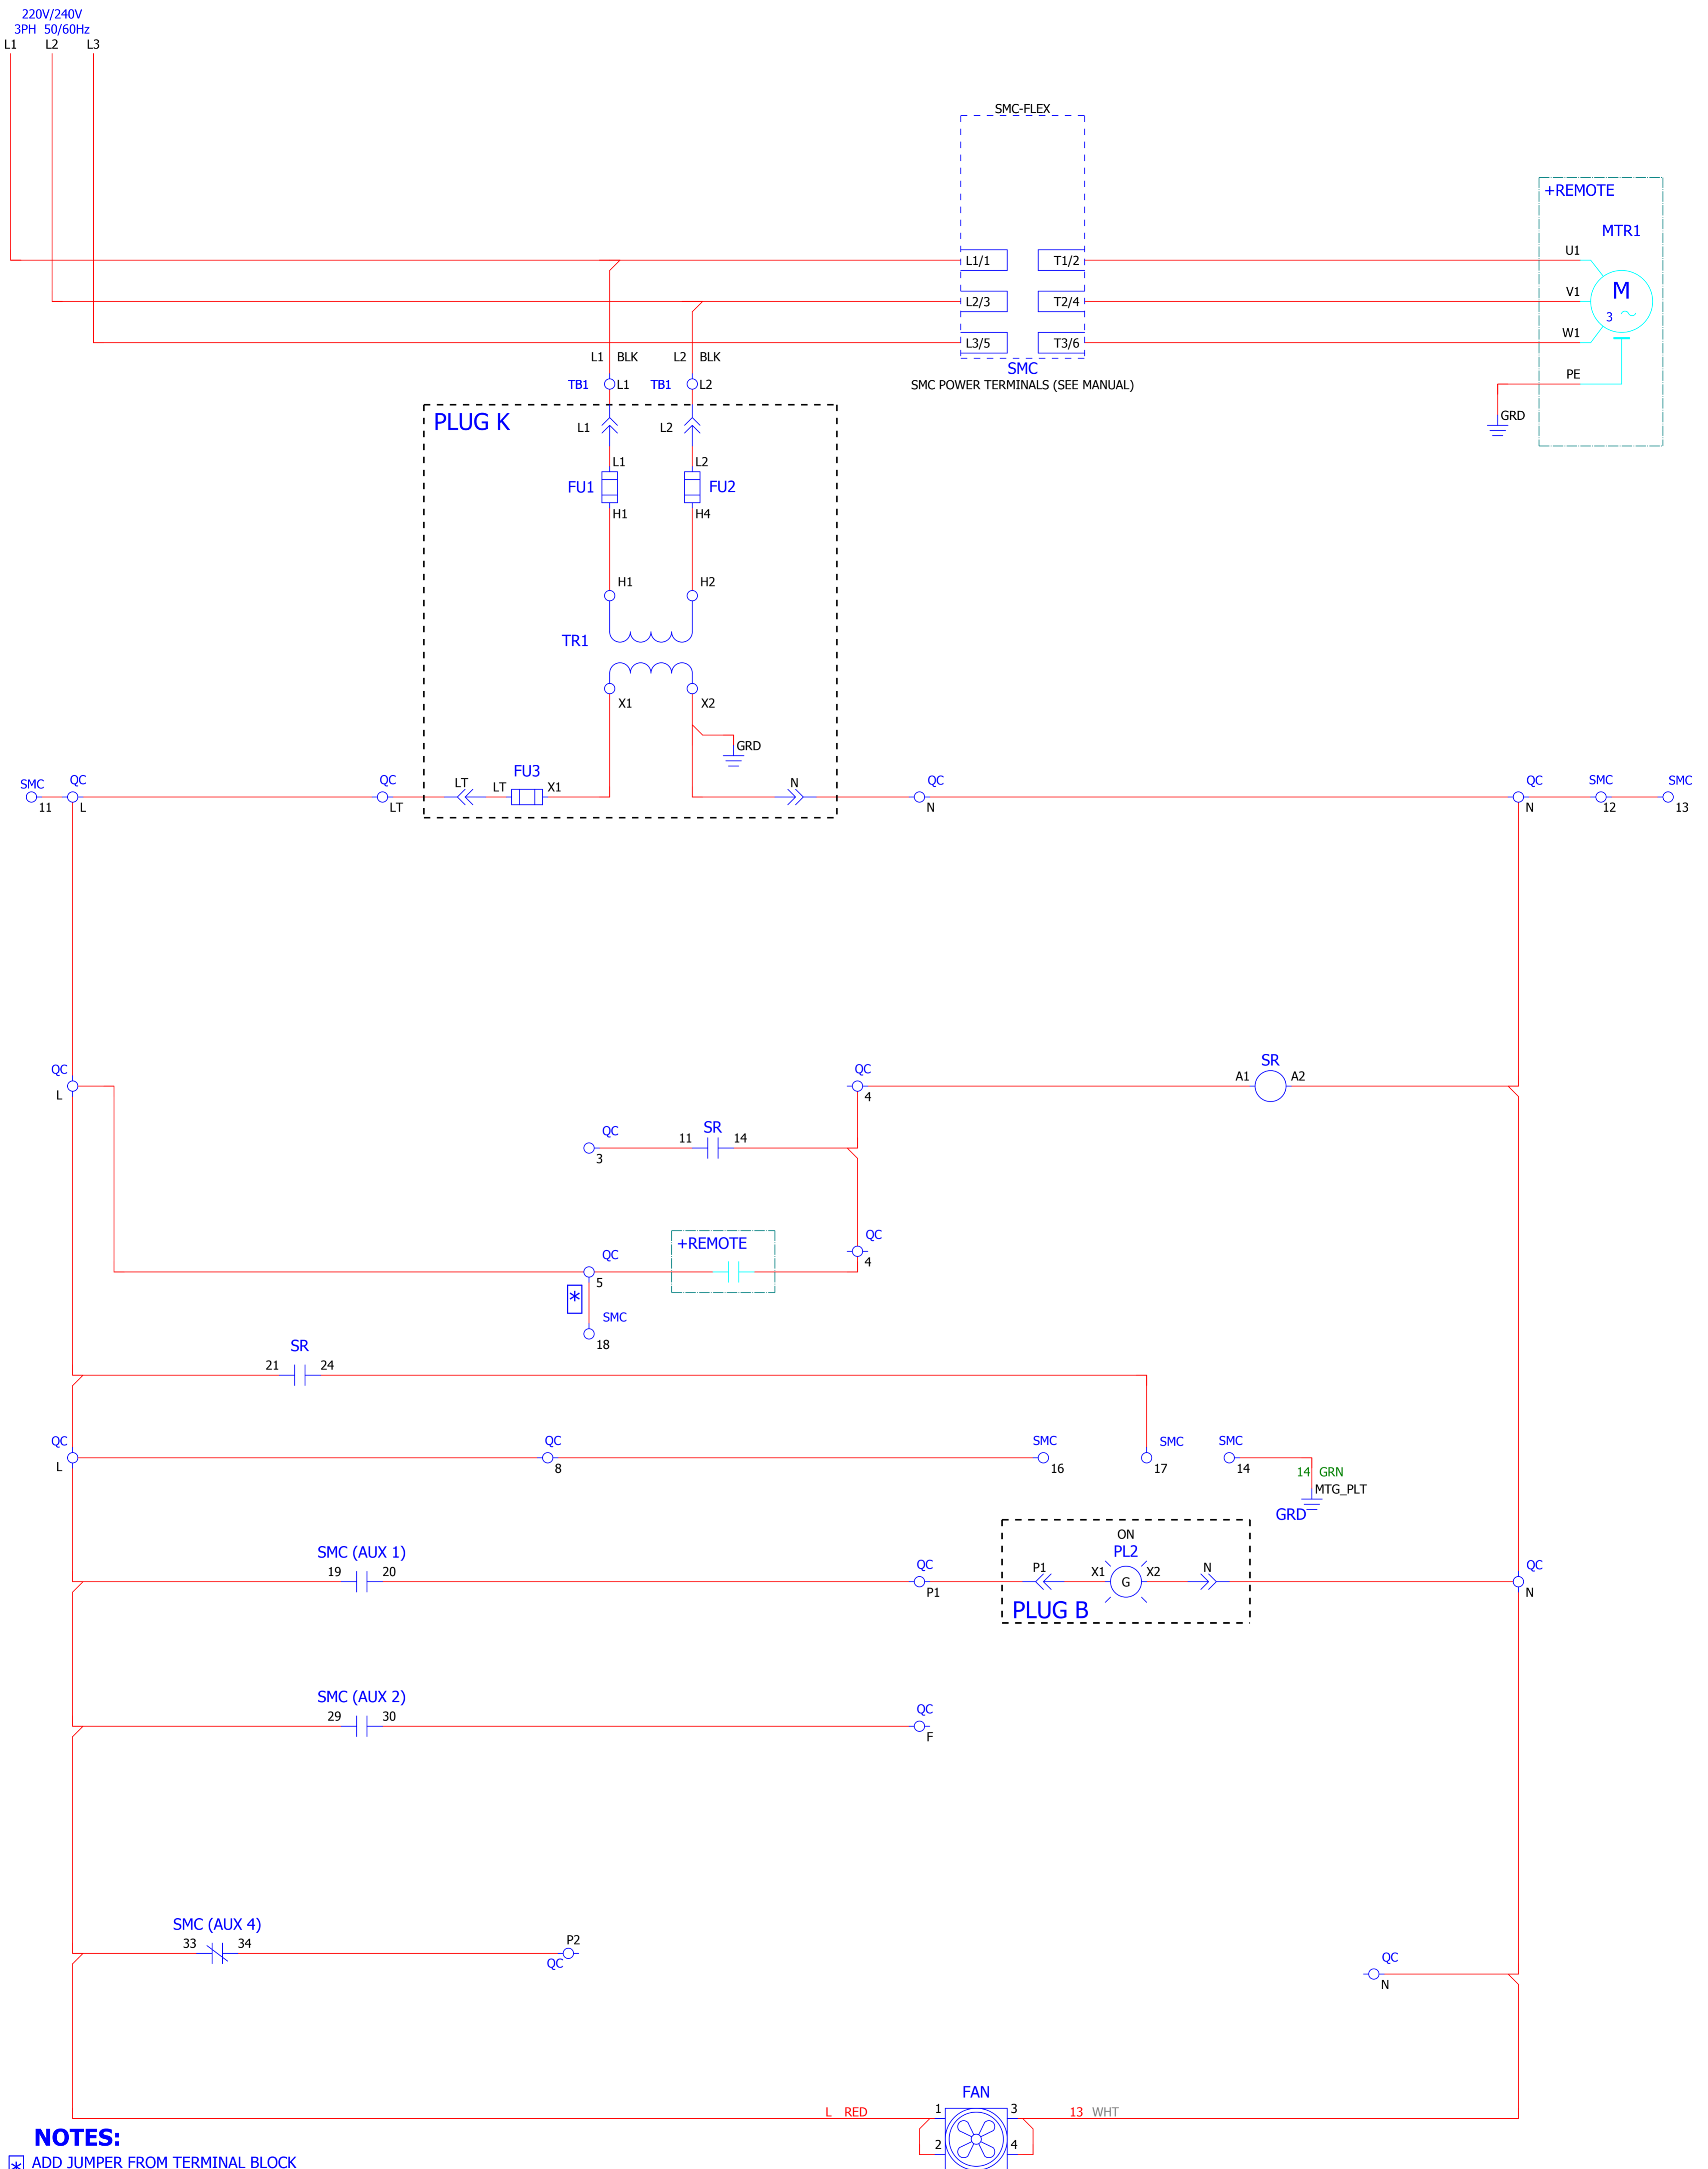 220V/240V
3PH 50/60Hz
L1 L2 L3
SMC-FLEX
+REMOTE
MTR1
L1/1 T1/2 U1
M
3
L2/3 T2/4 V1
L3/5 T3/6 W1
SMC
SMC POWER TERMINALS (SEE MANUAL)
PE
GRD
L1 BLK L2 BLK
TB1 L1 TB1 L2
PLUG K
L1 L2
L1 L2
FU1 FU2
H1 H4
H1 H2
TR1
X1 X2
GRD
SMC QC QC LT LT FU3 X1 N QC QC SMC SMC
11 L LT N N 12 13
QC QC SR
L 4 A1 A2
QC 11 SR 14
3
QC +REMOTE QC
5 4
*
SMC
18
SR
21 24
QC QC SMC SMC SMC
L 8 16 17 14
14 GRN
MTG_PLT
GRD
SMC (AUX 1)
19 20
QC
P1
ON
PL2
P1 X1 G X2 N
PLUG B
QC
N
SMC (AUX 2)
29 30
QC
F
SMC (AUX 4)
33 34
P2
QC
QC
N
FAN
L RED 1 3 13 WHT
2 4
NOTES:
* ADD JUMPER FROM TERMINAL BLOCK